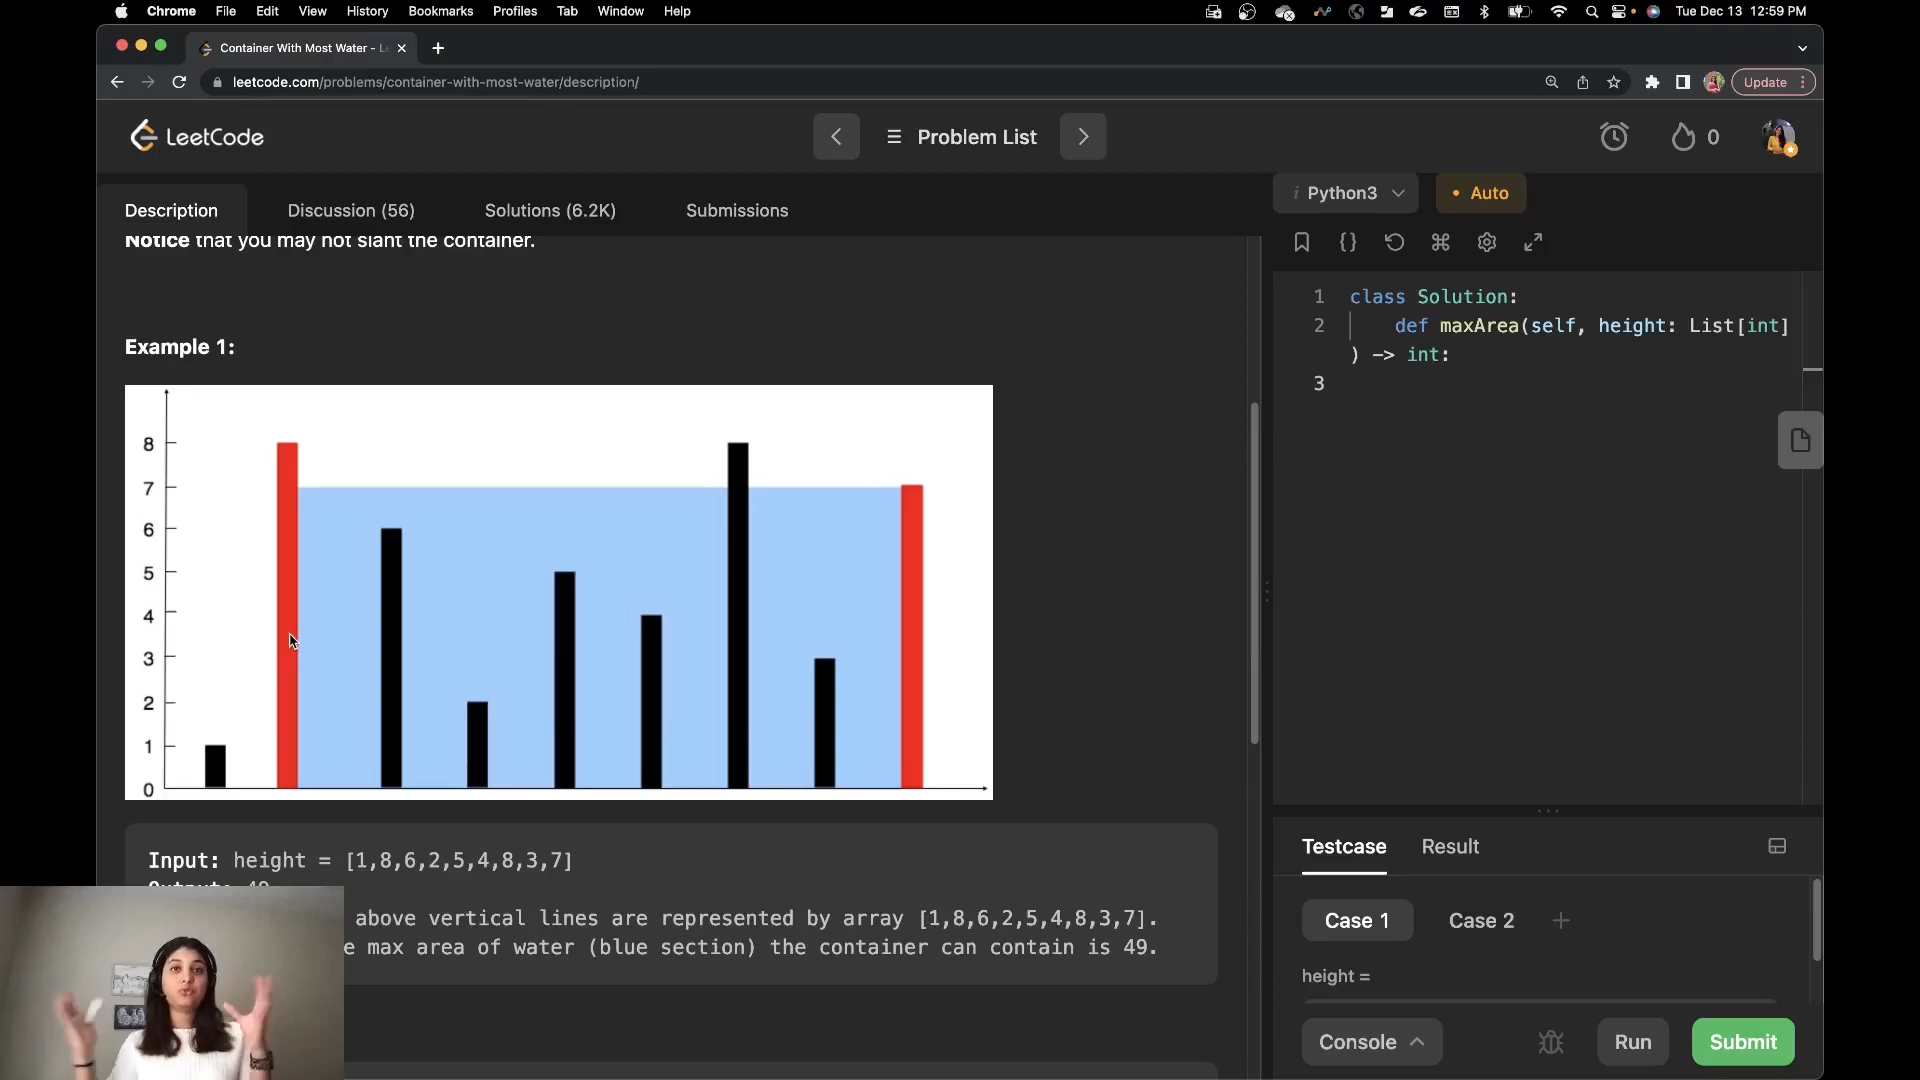 Chrome File Edit View History Bookmarks Profiles Tab Window Help Tue Dec 13 12:59 PM
Container With Most Water - L
leetcode.com/problems/container-with-most-water/description/ Update
LeetCode Problem List 0
Description Discussion (56) Solutions (6.2K) Submissions
Notice that you may not slant the container.
Example 1:
8
7
6
5
4
3
2
1
0
Input: height = [1,8,6,2,5,4,8,3,7]
Output: 49
above vertical lines are represented by array [1,8,6,2,5,4,8,3,7].
e max area of water (blue section) the container can contain is 49.
i Python3 • Auto
{}
1 class Solution:
2 def maxArea(self, height: List[int]
) -> int:
3
Testcase Result
Case 1 Case 2 +
height =
Console Run Submit